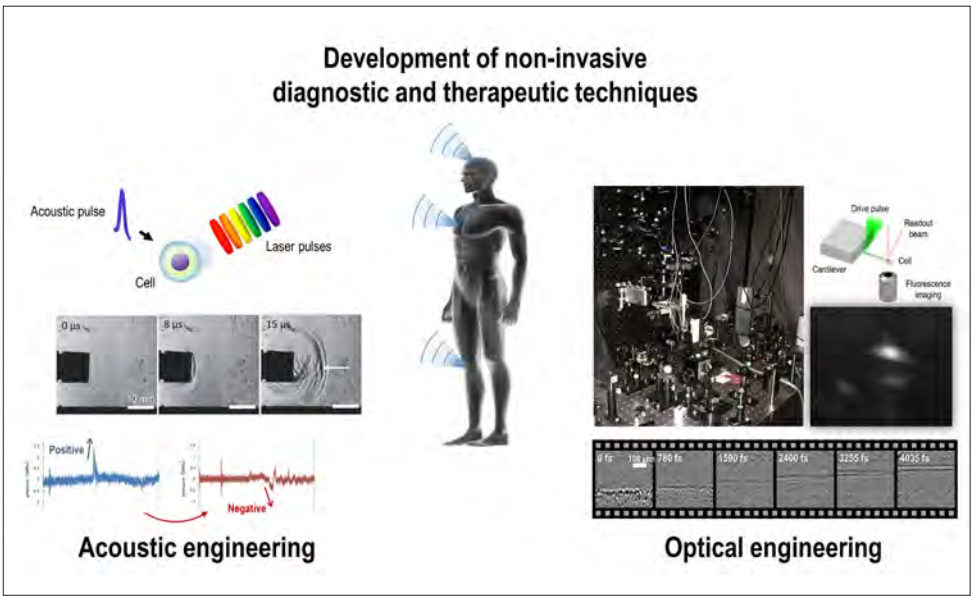 Development of non-invasive
diagnostic and therapeutic techniques
Acoustic pulse
Laser pulses
Cell
0 μs
8 μs
15 μs
10 mm
Positive
Negative
Acoustic engineering
Drive pulse
Readout
beam
Cell
Cantilever
Fluorescence
imaging
0 fs
100 μm
780 fs
1590 fs
2400 fs
3255 fs
4035 fs
Optical engineering